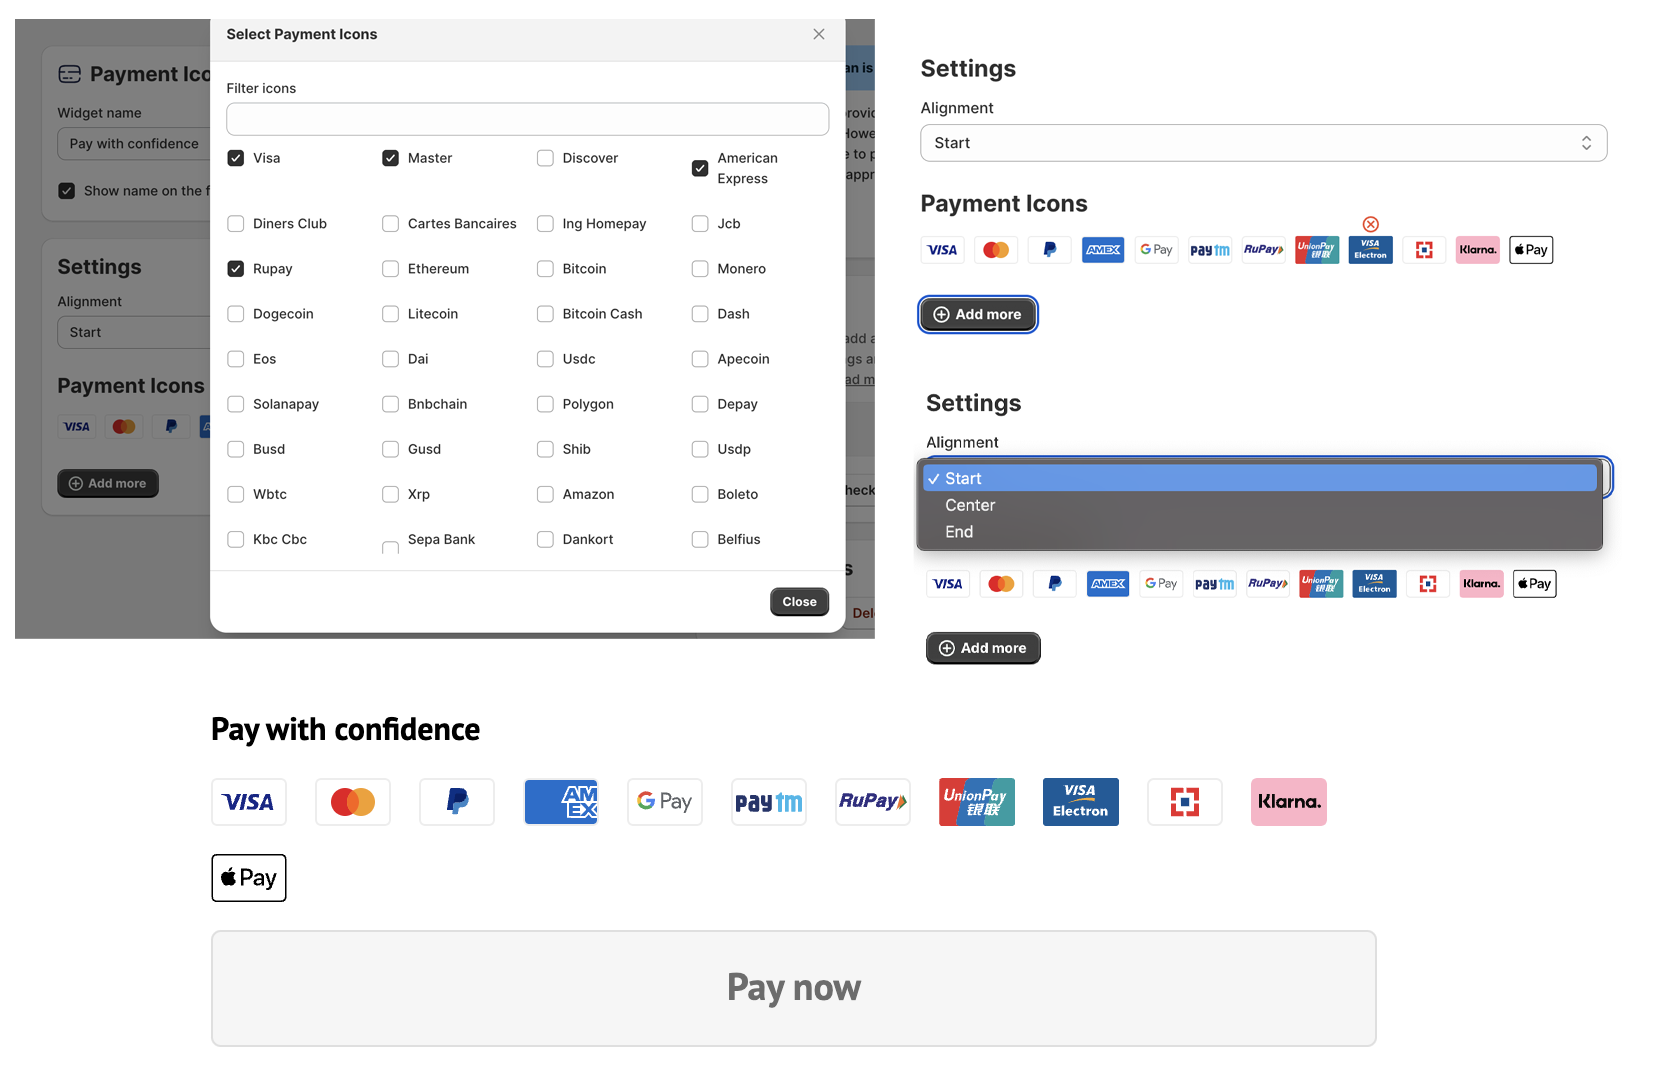 Select Payment Icons
Payment Ico
Widget name
Pay with confidence
Show name on the f
Settings
Alignment
Start
Payment Icons
VISA
Add more
Filter icons
Visa
Master
Discover
American
Express
Diners Club
Cartes Bancaires
Ing Homepay
Jcb
Rupay
Ethereum
Bitcoin
Monero
Dogecoin
Litecoin
Bitcoin Cash
Dash
Eos
Dai
Usdc
Apecoin
Solanapay
Bnbchain
Polygon
Depay
Busd
Gusd
Shib
Usdp
Wbtc
Xrp
Amazon
Boleto
Kbc Cbc
Sepa Bank
Dankort
Belfius
Close
an is
provid
Howe
e to p
appr
add a
gs a
ad m
heck
s
Del
Settings
Alignment
Start
Payment Icons
VISA
AMEX
G Pay
paytm
RuPay
UnionPay
银联
VISA
Electron
Klarna.
Pay
Add more
Settings
Alignment
Start
Center
End
VISA
AMEX
G Pay
paytm
RuPay
UnionPay
银联
VISA
Electron
Klarna.
Pay
Add more
Pay with confidence
VISA
AM
EX
G Pay
paytm
RuPay
UnionPay
银联
VISA
Electron
Klarna.
Pay
Pay now